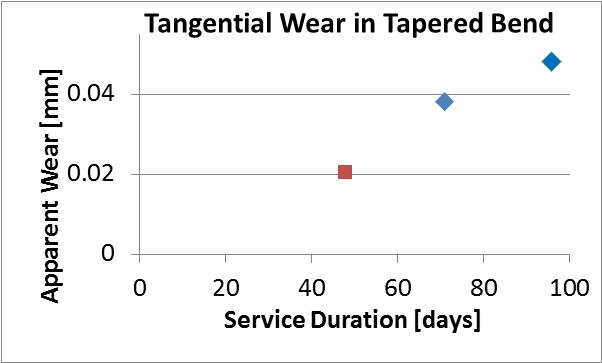 Tangential Wear in Tapered Bend
Apparent Wear [mm]
0.04
0.02
0
0 20 40 60 80 100
Service Duration [days]